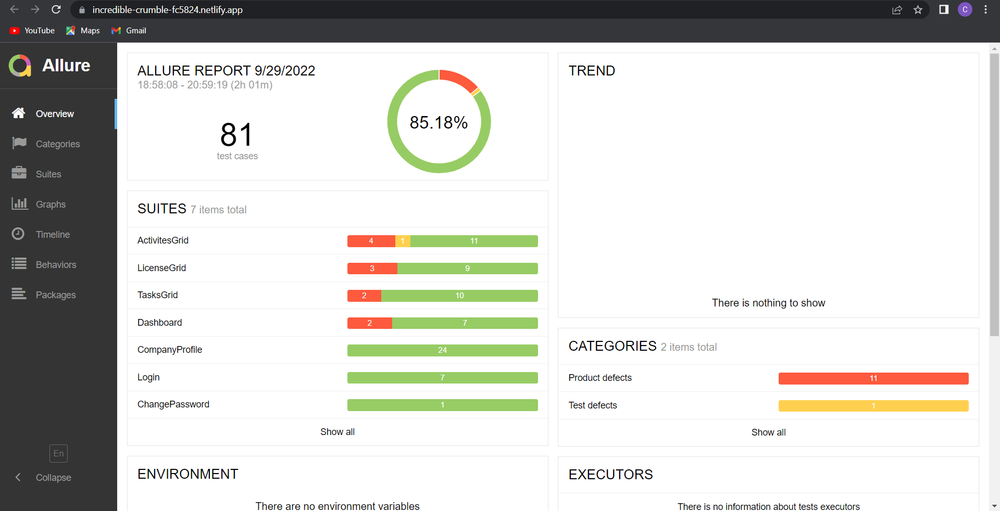 incredible-crumble-fc5824.netlify.app
C
YouTube
Maps
Gmail
Allure
Overview
Categories
Suites
Graphs
Timeline
Behaviors
Packages
En
Collapse
ALLURE REPORT 9/29/2022
18:58:08 - 20:59:19 (2h 01m)
81
test cases
85.18%
SUITES 7 items total
ActivitesGrid 4 1 11
LicenseGrid 3 9
TasksGrid 2 10
Dashboard 2 7
CompanyProfile 24
Login 7
ChangePassword 1
Show all
ENVIRONMENT
There are no environment variables
TREND
There is nothing to show
CATEGORIES 2 items total
Product defects 11
Test defects 1
Show all
EXECUTORS
There is no information about tests executors